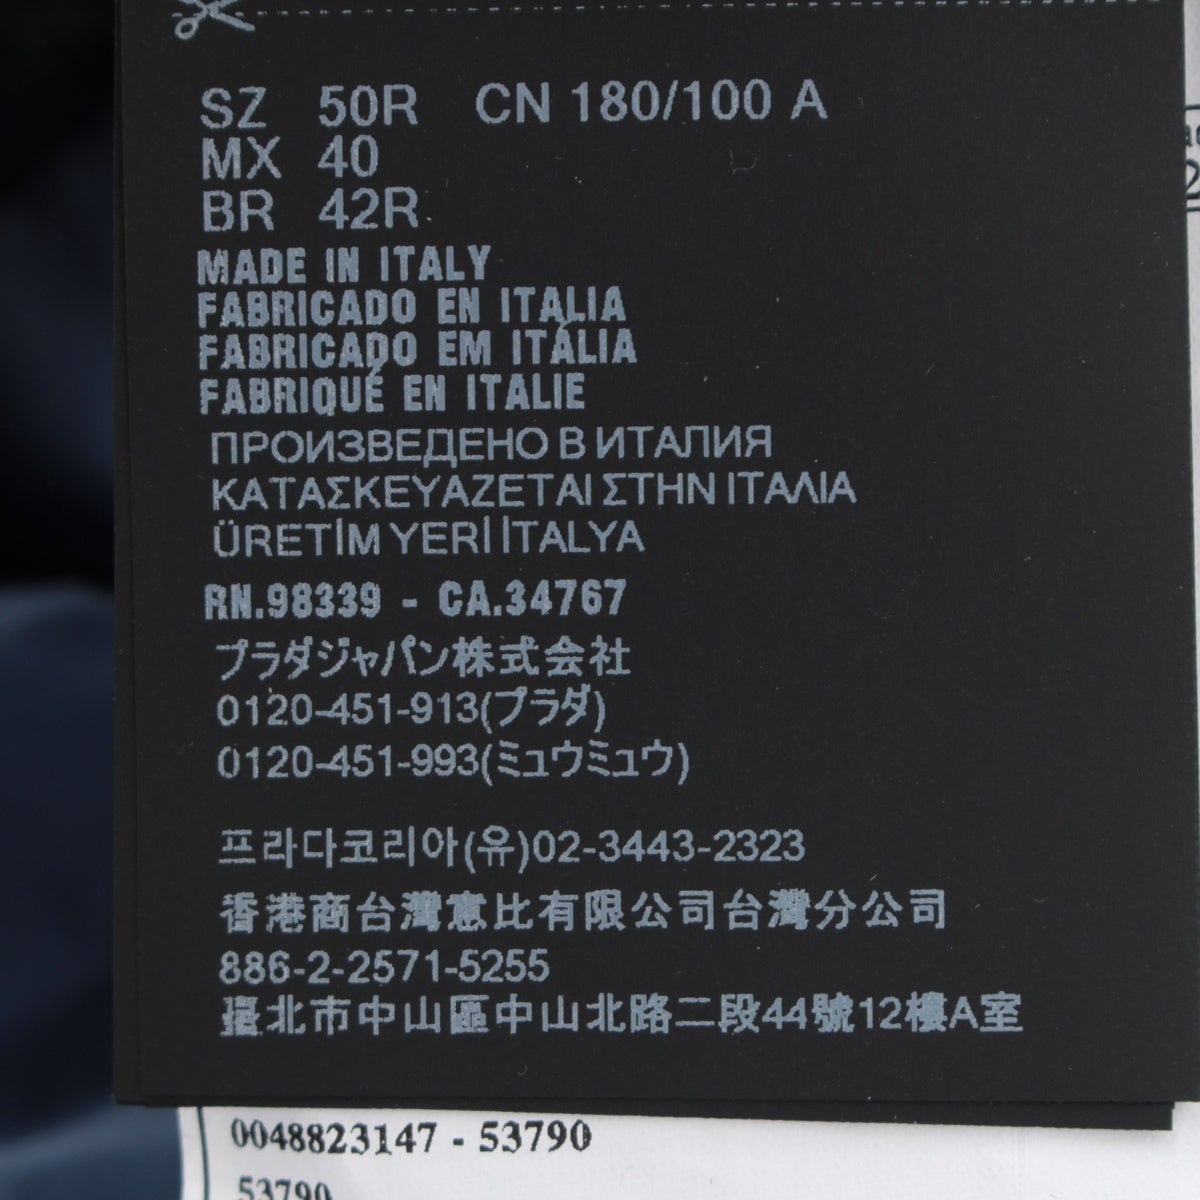 SZ 50R CN 180/100 A
MX 40
BR 42R
MADE IN ITALY
FABRICADO EN ITALIA
FABRICADO EM ITÁLIA
FABRIQUÉ EN ITALIE
ПРОИЗВЕДЕНО В ИТАЛИЯ
ΚΑΤΑΣΚΕΥΑΖΕΤΑΙ ΣΤΗΝ ΙΤΑΛΙΑ
ÜRETİM YERİ İTALYA
RN.98339 - CA.34767
プラダジャパン株式会社
0120-451-913(プラダ)
0120-451-993(ミュウミュウ)
프라다코리아(유)02-3443-2323
香港商台灣惠比有限公司台灣分公司
886-2-2571-5255
臺北市中山區中山北路二段44號12樓A室
0048823147 - 53790
53790